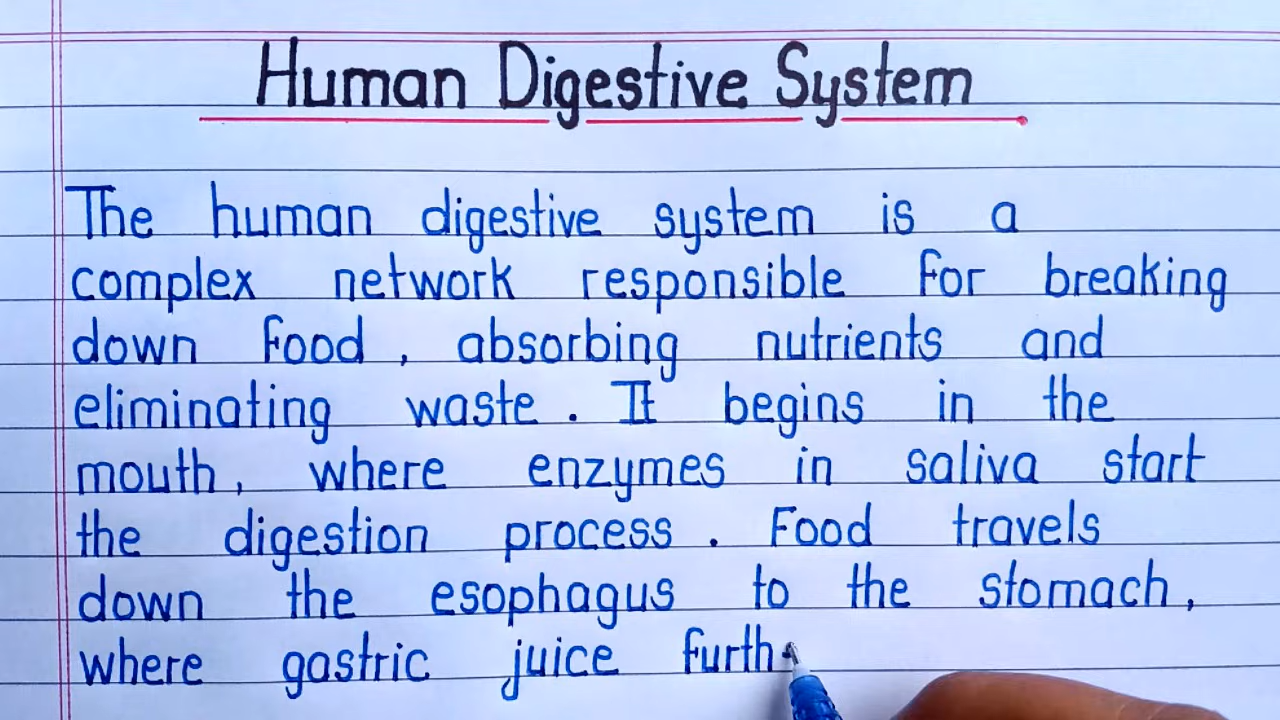 Human Digestive System
The human digestive system is a
complex network responsible for breaking
down food, absorbing nutrients and
eliminating waste. It begins in the
mouth, where enzymes in saliva start
the digestion process. Food travels
down the esophagus to the stomach,
where gastric juice furth